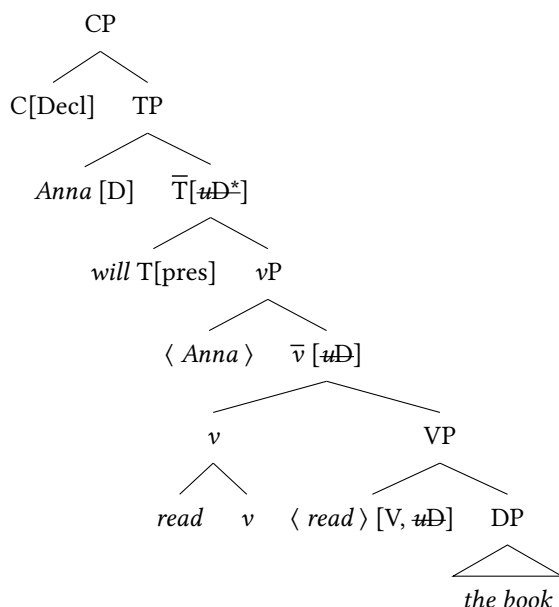 CP
C[Decl] TP
Anna [D] T̅[uD*]
will T[pres] vP
⟨ Anna ⟩ v̅ [uD]
v VP
read v ⟨ read ⟩ [V, uD] DP
the book